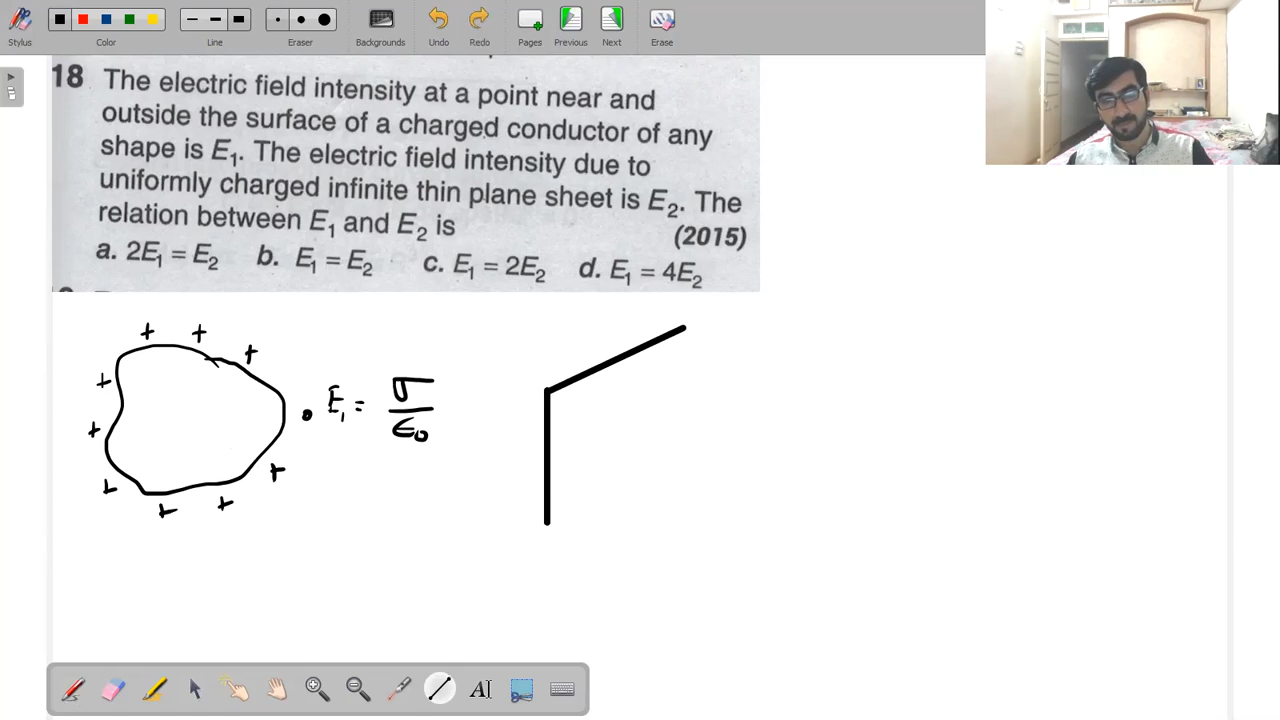 Stylus
Color
Line
Eraser
Backgrounds
Undo
Redo
Pages
Previous
Next
Erase
18 The electric field intensity at a point near and
outside the surface of a charged conductor of any
shape is E₁. The electric field intensity due to
uniformly charged infinite thin plane sheet is E₂. The
relation between E₁ and E₂ is (2015)
a. 2E₁ = E₂ b. E₁ = E₂ c. E₁ = 2E₂ d. E₁ = 4E₂
+ + +
+
+
+ + + +
E₁ = σ/ε₀
AI